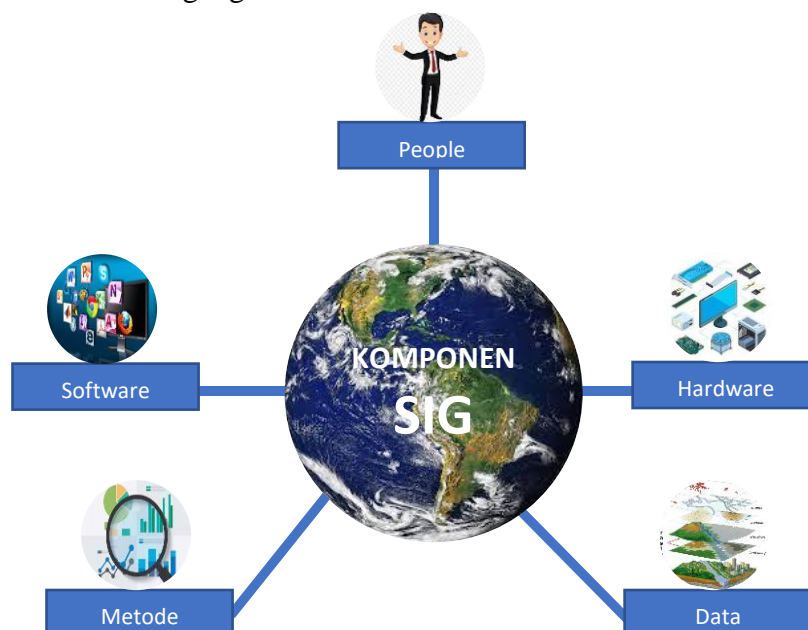 People
Software
KOMPONEN
SIG
Hardware
Metode
Data